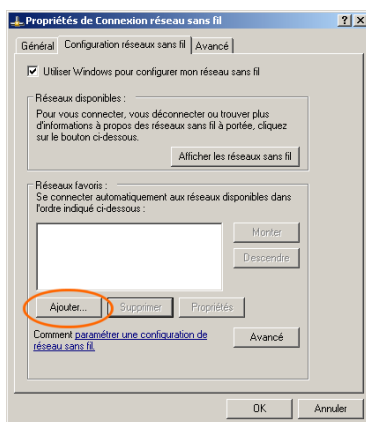 Propriétés de Connexion réseau sans fil
Général Configuration réseaux sans fil Avancé
Utiliser Windows pour configurer mon réseau sans fil
Réseaux disponibles :
Pour vous connecter, vous déconnecter ou trouver plus
d'informations à propos des réseaux sans fil à portée, cliquez
sur le bouton ci-dessous.
Afficher les réseaux sans fil
Réseaux favoris :
Se connecter automatiquement aux réseaux disponibles dans
l'ordre indiqué ci-dessous :
Monter
Descendre
Ajouter... Supprimer Propriétés
Comment paramétrer une configuration de
réseau sans fil.
Avancé
OK Annuler